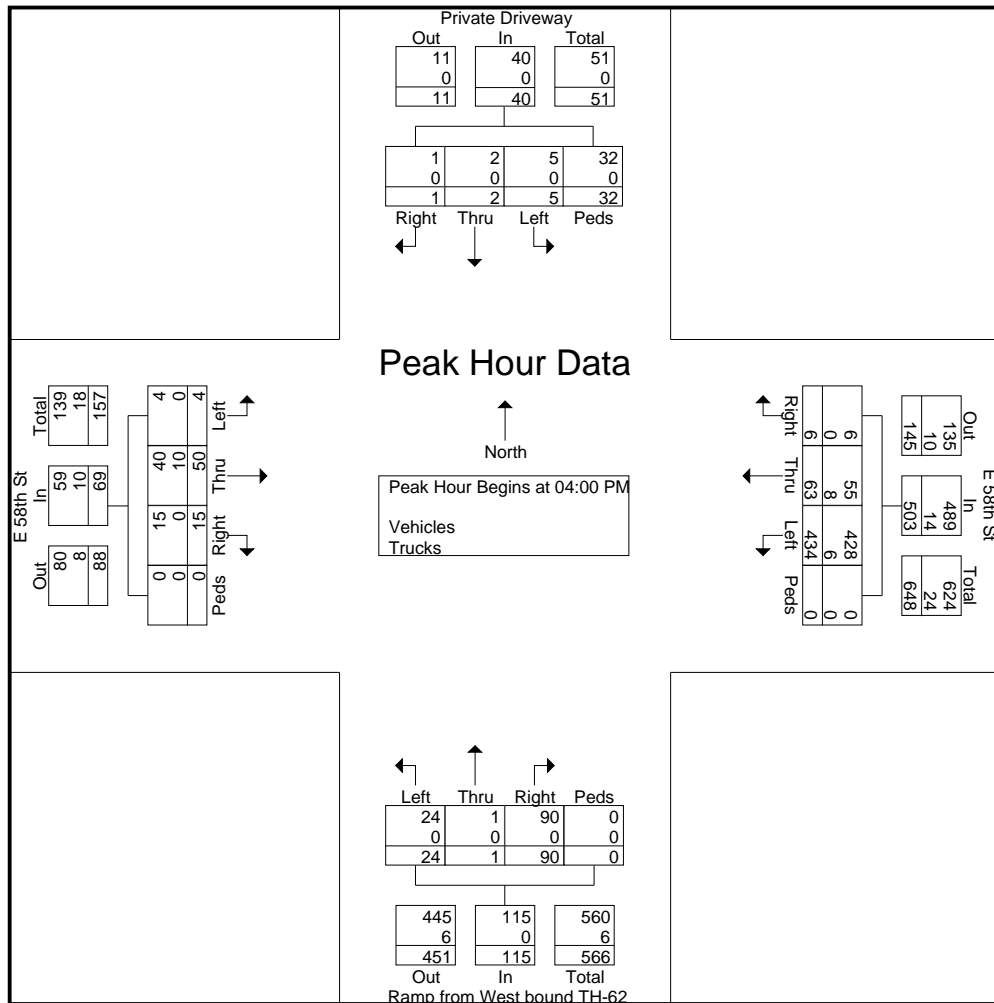 Private Driveway
Out In Total
11 40 51
0 0 0
11 40 51
1 2 5 32
0 0 0 0
1 2 5 32
Right Thru Left Peds
Peak Hour Data
North
Peak Hour Begins at 04:00 PM
Vehicles
Trucks
E 58th St
Out In Total
80 59 139
8 10 18
88 69 157
0 15 40 4
0 0 10 0
0 15 50 4
Peds Right Thru Left
E 58th St
Out In Total
135 489 624
10 14 24
145 503 648
6 55 428 0
0 8 6 0
6 63 434 0
Right Thru Left Peds
Left Thru Right Peds
24 1 90 0
0 0 0 0
24 1 90 0
445 115 560
6 0 6
451 115 566
Out In Total
Ramp from West bound TH-62